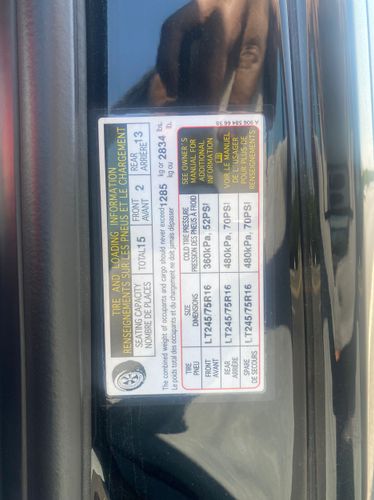 TIRE AND LOADING INFORMATION
RENSEIGNEMENTS SUR LES PNEUS ET LE CHARGEMENT
SEATING CAPACITY TOTAL 15 FRONT 2 REAR 13
NOMBRE DE PLACES AVANT ARRIÈRE
The combined weight of occupants and cargo should never exceed 1285 kg or 2834 lbs.
Le poids total des occupants et du chargement ne doit jamais dépasser kg ou lb.
TIRE SIZE COLD TIRE PRESSURE
PNEU DIMENSIONS PRESSION DES PNEUS À FROID
FRONT LT245/75R16 360kPa, 52PSI
AVANT
REAR LT245/75R16 480kPa, 70PSI
ARRIÈRE
SPARE LT245/75R16 480kPa, 70PSI
DE SECOURS
SEE OWNER'S
MANUAL FOR
ADDITIONAL
INFORMATION
VOIR LE MANUEL
DE L'USAGER
POUR PLUS DE
RENSEIGNEMENTS
A 906 584 66 38